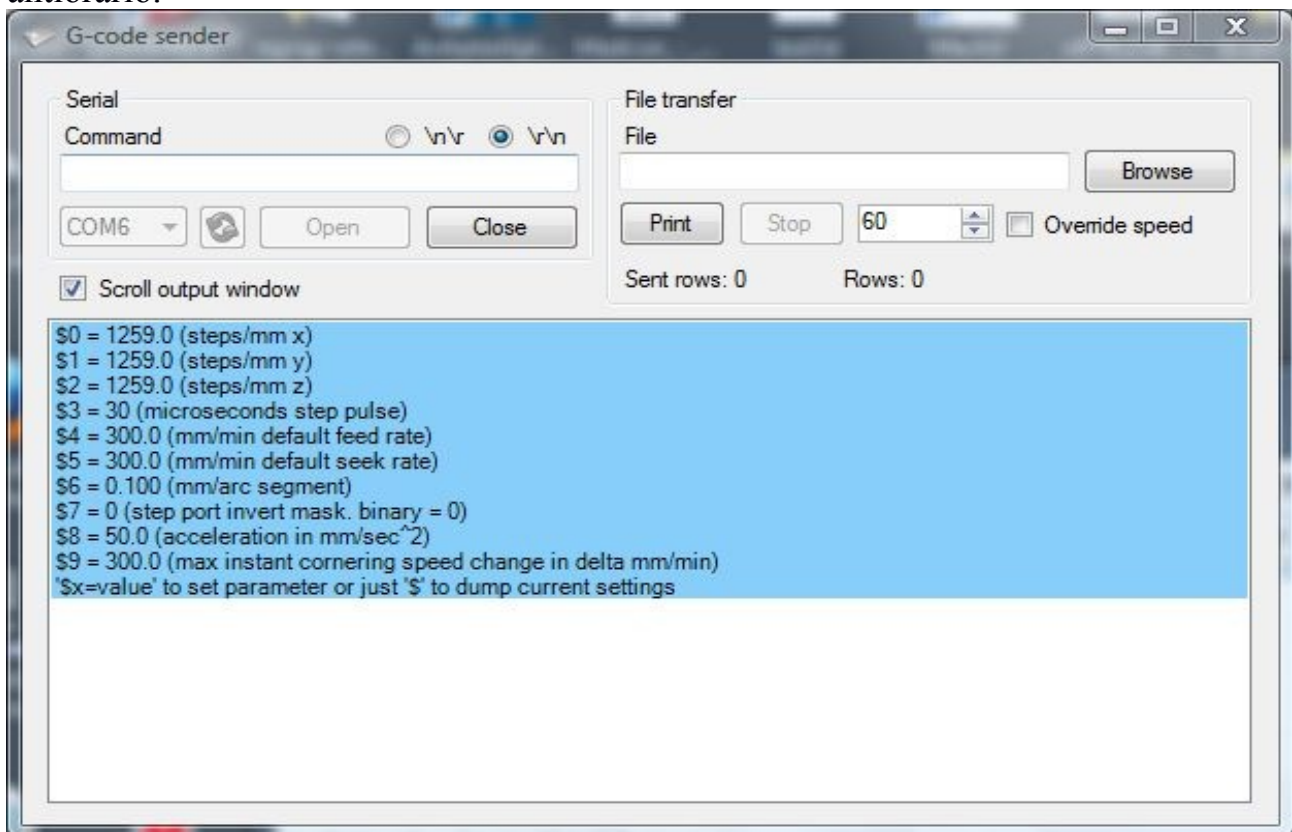 G-code sender
Serial
Command \n\r \r\n
COM6 Open Close
Scroll output window
File transfer
File
Browse
Print Stop 60 Override speed
Sent rows: 0 Rows: 0
$0 = 1259.0 (steps/mm x)
$1 = 1259.0 (steps/mm y)
$2 = 1259.0 (steps/mm z)
$3 = 30 (microseconds step pulse)
$4 = 300.0 (mm/min default feed rate)
$5 = 300.0 (mm/min default seek rate)
$6 = 0.100 (mm/arc segment)
$7 = 0 (step port invert mask. binary = 0)
$8 = 50.0 (acceleration in mm/sec^2)
$9 = 300.0 (max instant cornering speed change in delta mm/min)
'$x=value' to set parameter or just '$' to dump current settings